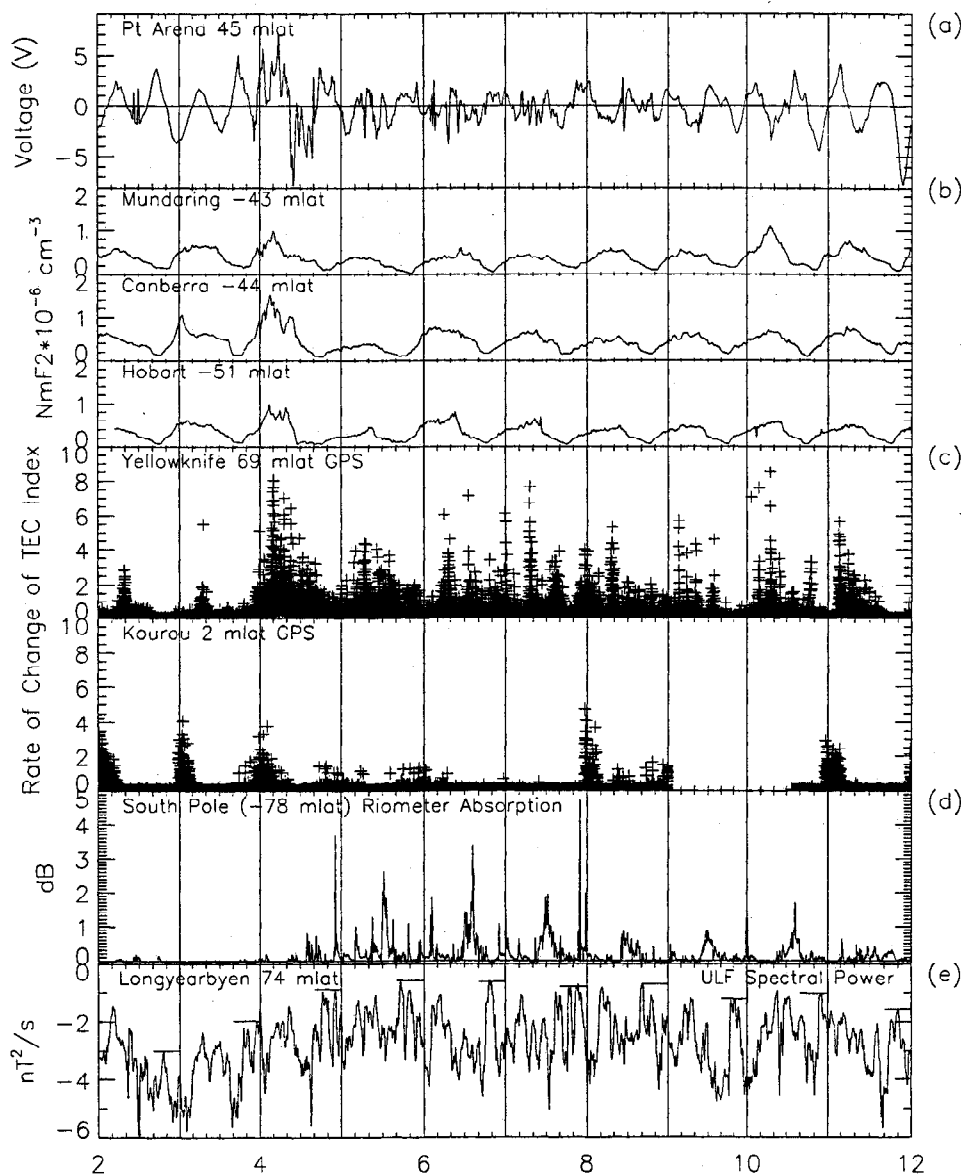 (a)
Pt Arena 45 mlat
Voltage (V)
5
0
-5
(b)
Mundaring -43 mlat
2
1
0
Canberra -44 mlat
2
1
0
Hobart -51 mlat
2
1
0
NmF2*10⁻⁶ cm⁻³
(c)
Yellowknife 69 mlat GPS
10
8
6
4
2
0
Kourou 2 mlat GPS
10
8
6
4
2
0
Rate of Change of TEC Index
(d)
South Pole (-78 mlat) Riometer Absorption
5
4
3
2
1
0
dB
(e)
Longyearbyen 74 mlat
ULF Spectral Power
0
-2
-4
-6
nT²/s
2 4 6 8 10 12